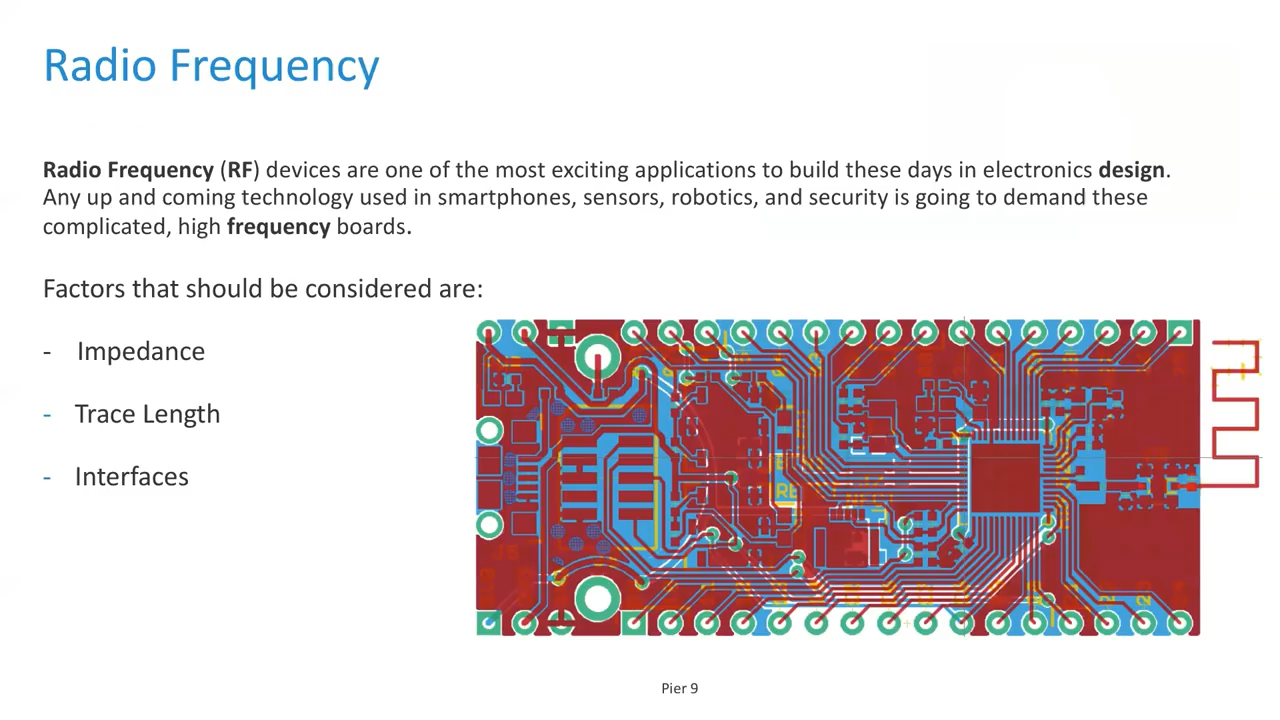 Radio Frequency
Radio Frequency (RF) devices are one of the most exciting applications to build these days in electronics design.
Any up and coming technology used in smartphones, sensors, robotics, and security is going to demand these
complicated, high frequency boards.
Factors that should be considered are:
- Impedance
- Trace Length
- Interfaces
Pier 9